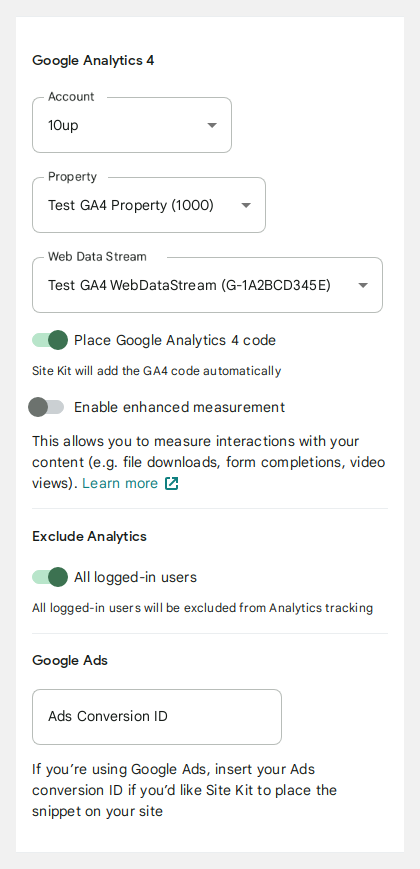 Google Analytics 4
Account
10up
Property
Test GA4 Property (1000)
Web Data Stream
Test GA4 WebDataStream (G-1A2BCD345E)
Place Google Analytics 4 code
Site Kit will add the GA4 code automatically
Enable enhanced measurement
This allows you to measure interactions with your
content (e.g. file downloads, form completions, video
views). Learn more
Exclude Analytics
All logged-in users
All logged-in users will be excluded from Analytics tracking
Google Ads
Ads Conversion ID
If you’re using Google Ads, insert your Ads
conversion ID if you’d like Site Kit to place the
snippet on your site